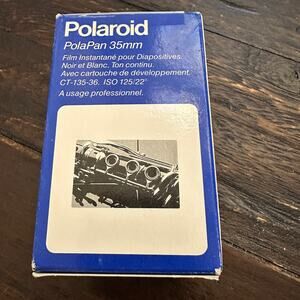 Polaroid
PolaPan 35mm
Film Instantané pour Diapositives.
Noir et Blanc. Ton continu.
Avec cartouche de développement.
CT-135-36. ISO 125/22°
A usage professionnel.